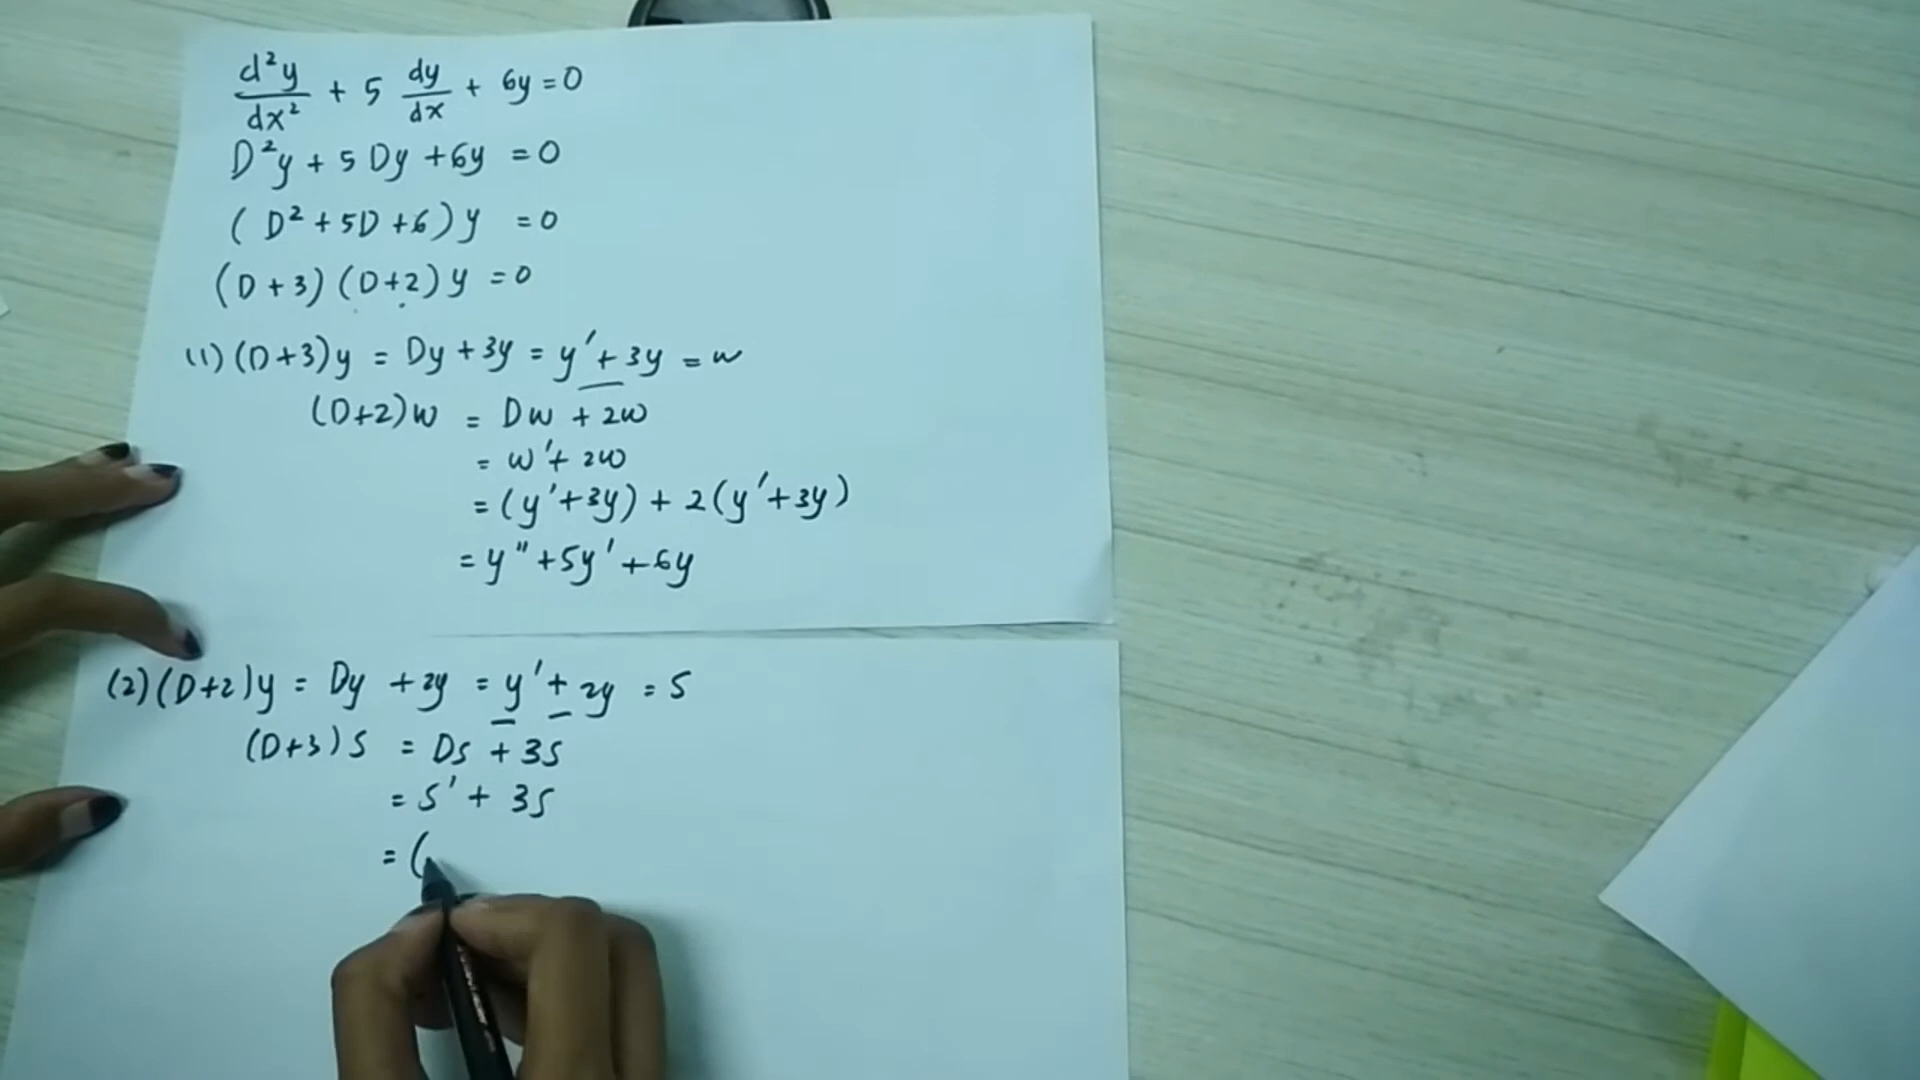 d²y/dx² + 5 dy/dx + 6y = 0
D²y + 5 Dy + 6y = 0
( D² + 5D + 6 ) y = 0
(D + 3) (D + 2) y = 0
(1) (D + 3)y = Dy + 3y = y' + 3y = w
(D+2)w = Dw + 2w
= w' + 2w
= (y' + 3y) + 2(y' + 3y)
= y" + 5y' + 6y
(2) (D+2)y = Dy + 2y = y' + 2y = s
(D+3)s = Ds + 3s
= s' + 3s
= (